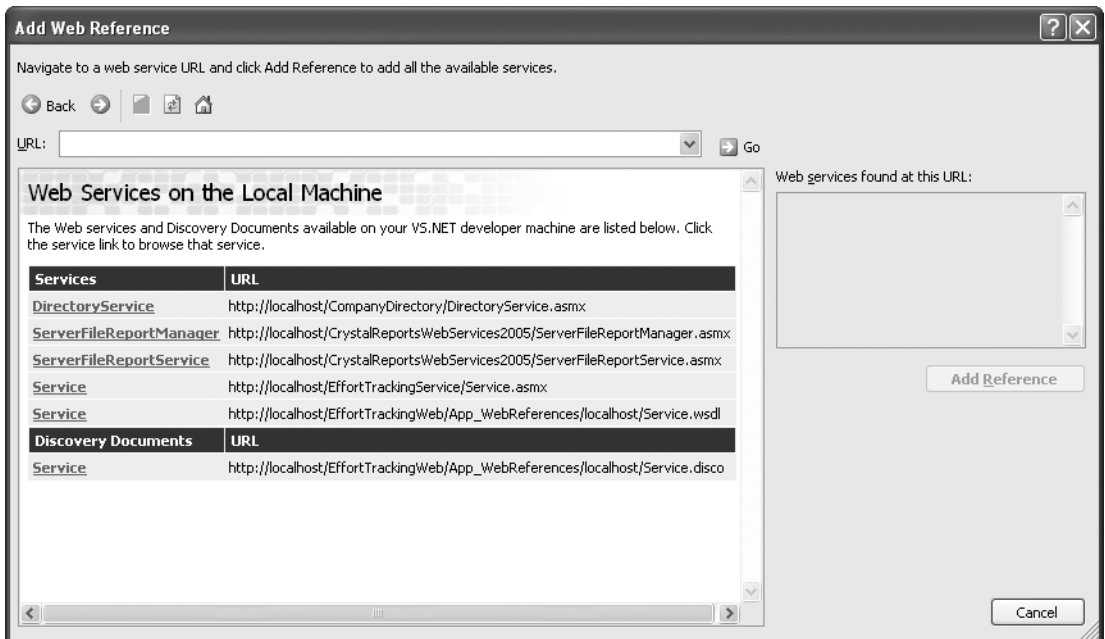 Add Web Reference
Navigate to a web service URL and click Add Reference to add all the available services.
Back
URL:
Go
Web Services on the Local Machine
The Web services and Discovery Documents available on your VS.NET developer machine are listed below. Click
the service link to browse that service.
Services URL
DirectoryService http://localhost/CompanyDirectory/DirectoryService.asmx
ServerFileReportManager http://localhost/CrystalReportsWebServices2005/ServerFileReportManager.asmx
ServerFileReportService http://localhost/CrystalReportsWebServices2005/ServerFileReportService.asmx
Service http://localhost/EffortTrackingService/Service.asmx
Service http://localhost/EffortTrackingWeb/App_WebReferences/localhost/Service.wsdl
Discovery Documents URL
Service http://localhost/EffortTrackingWeb/App_WebReferences/localhost/Service.disco
Web services found at this URL:
Add Reference
Cancel